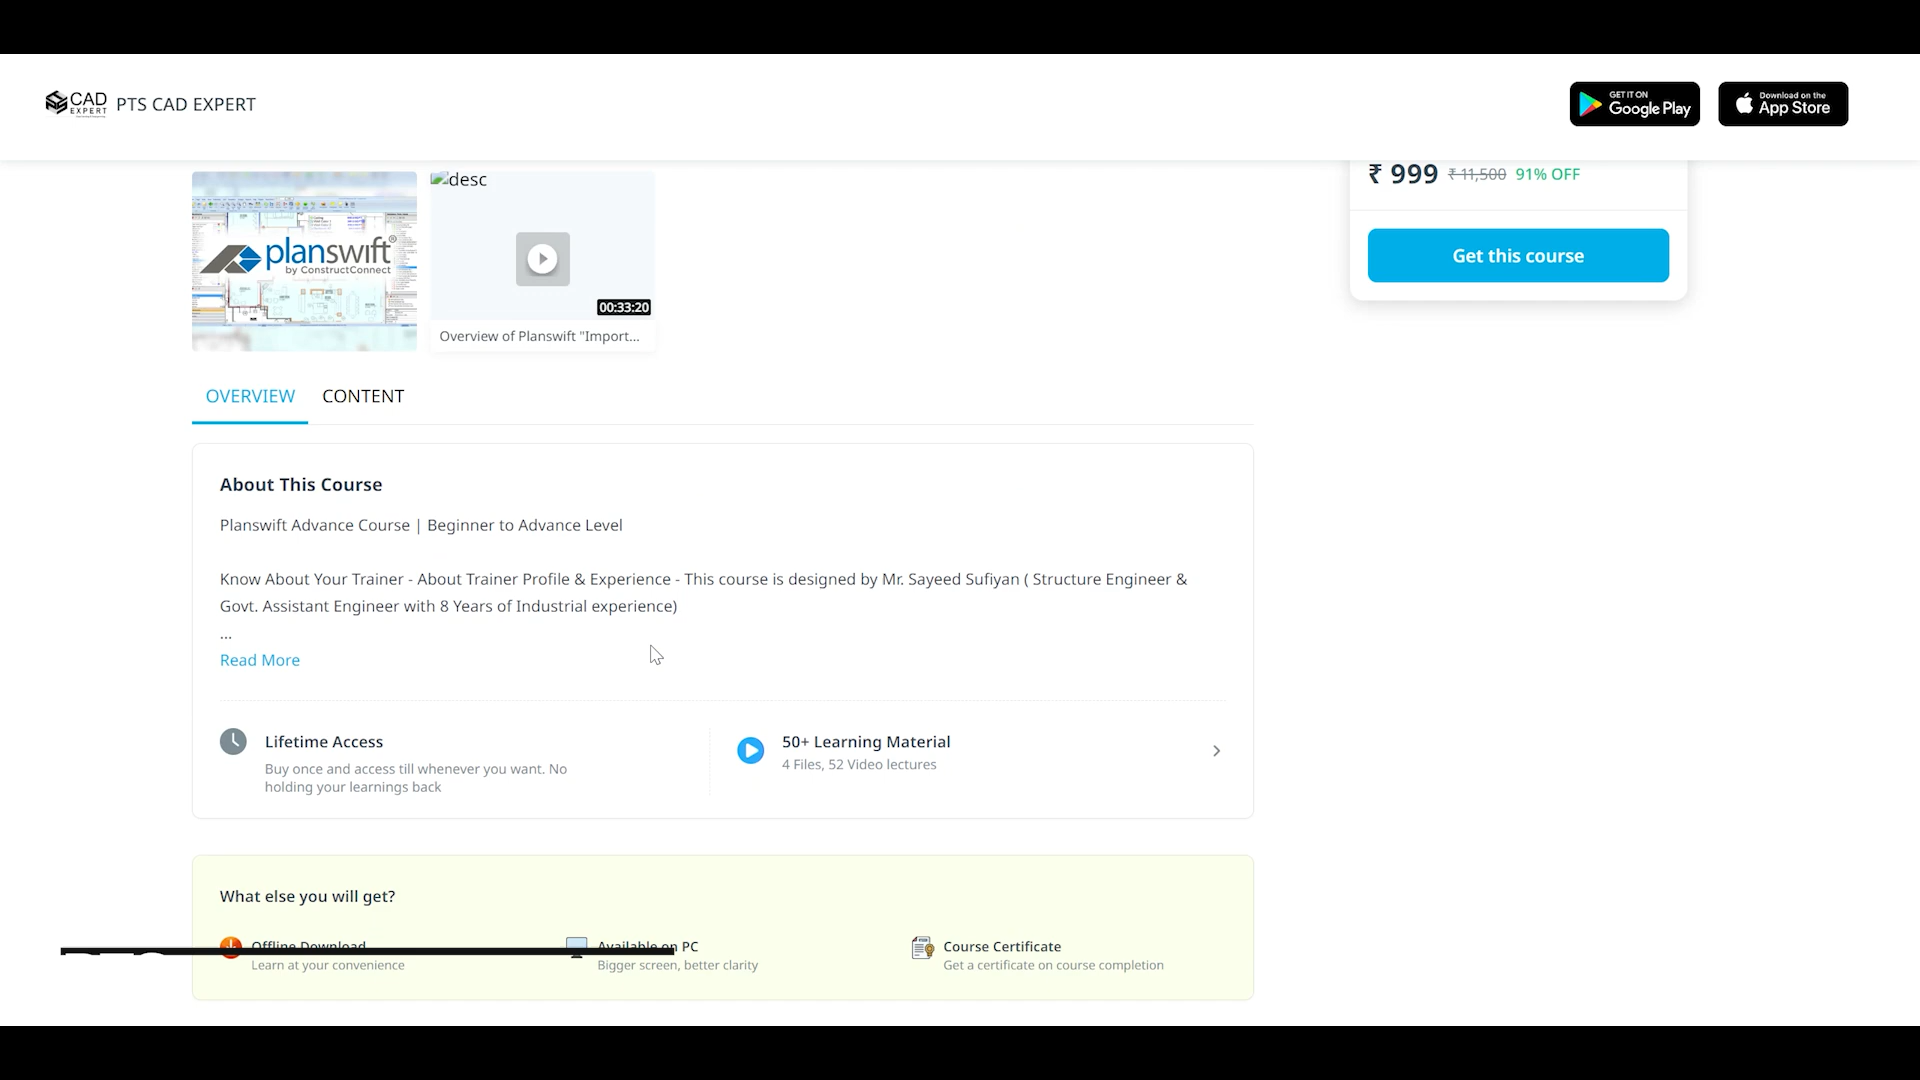 CAD
EXPERT
PTS CAD EXPERT
GET IT ON
Google Play
Download on the
App Store
₹ 999 ₹ 11,500 91% OFF
Get this course
planswift®
by ConstructConnect
desc
00:33:20
Overview of Planswift "Import...
OVERVIEW CONTENT
About This Course
Planswift Advance Course | Beginner to Advance Level
Know About Your Trainer - About Trainer Profile & Experience - This course is designed by Mr. Sayeed Sufiyan ( Structure Engineer &
Govt. Assistant Engineer with 8 Years of Industrial experience)
...
Read More
Lifetime Access
Buy once and access till whenever you want. No
holding your learnings back
50+ Learning Material
4 Files, 52 Video lectures
What else you will get?
Offline Download
Learn at your convenience
Available on PC
Bigger screen, better clarity
Course Certificate
Get a certificate on course completion